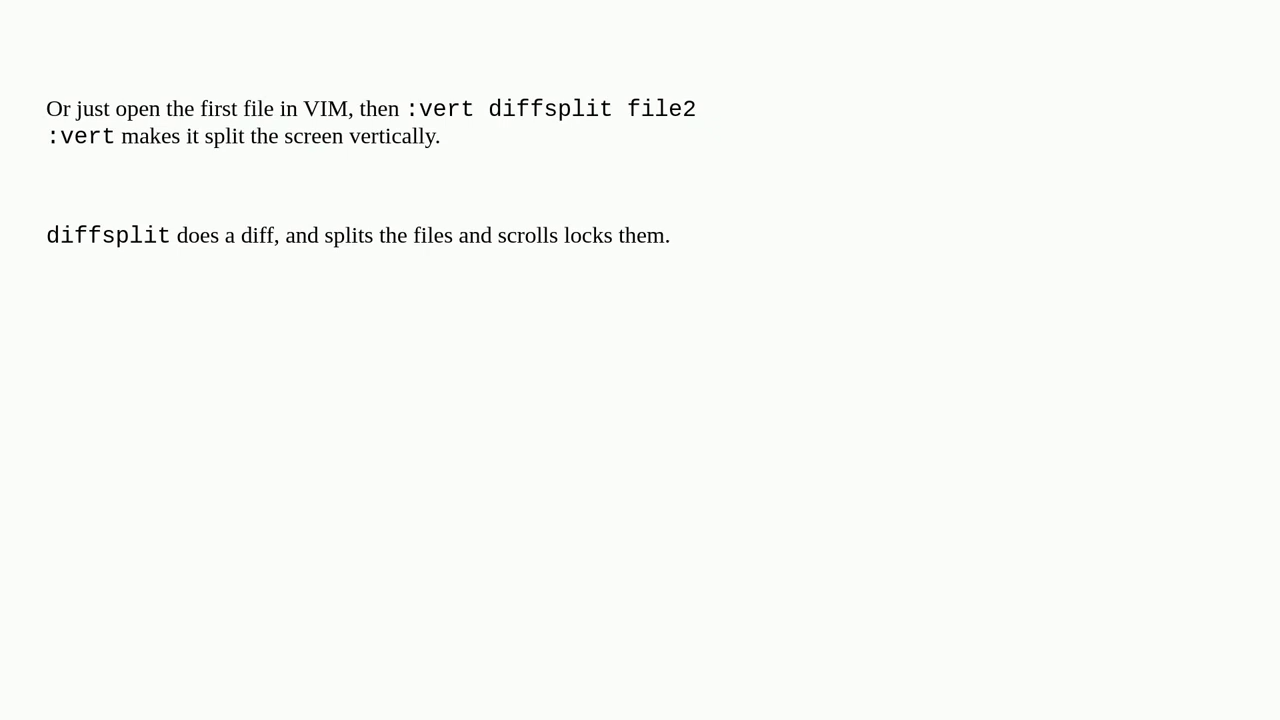 Or just open the first file in VIM, then :vert diffsplit file2
:vert makes it split the screen vertically.
diffsplit does a diff, and splits the files and scrolls locks them.